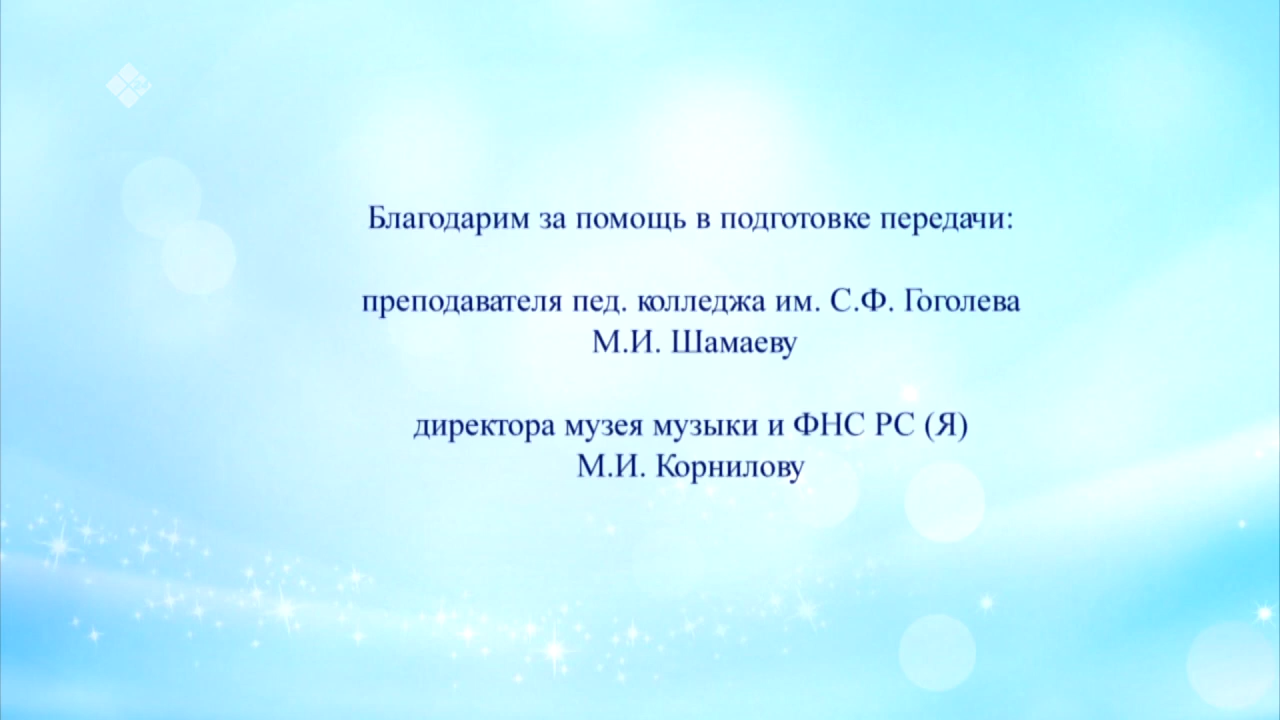 Благодарим за помощь в подготовке передачи:
преподавателя пед. колледжа им. С.Ф. Гоголева
М.И. Шамаеву
директора музея музыки и ФНС РС (Я)
М.И. Корнилову